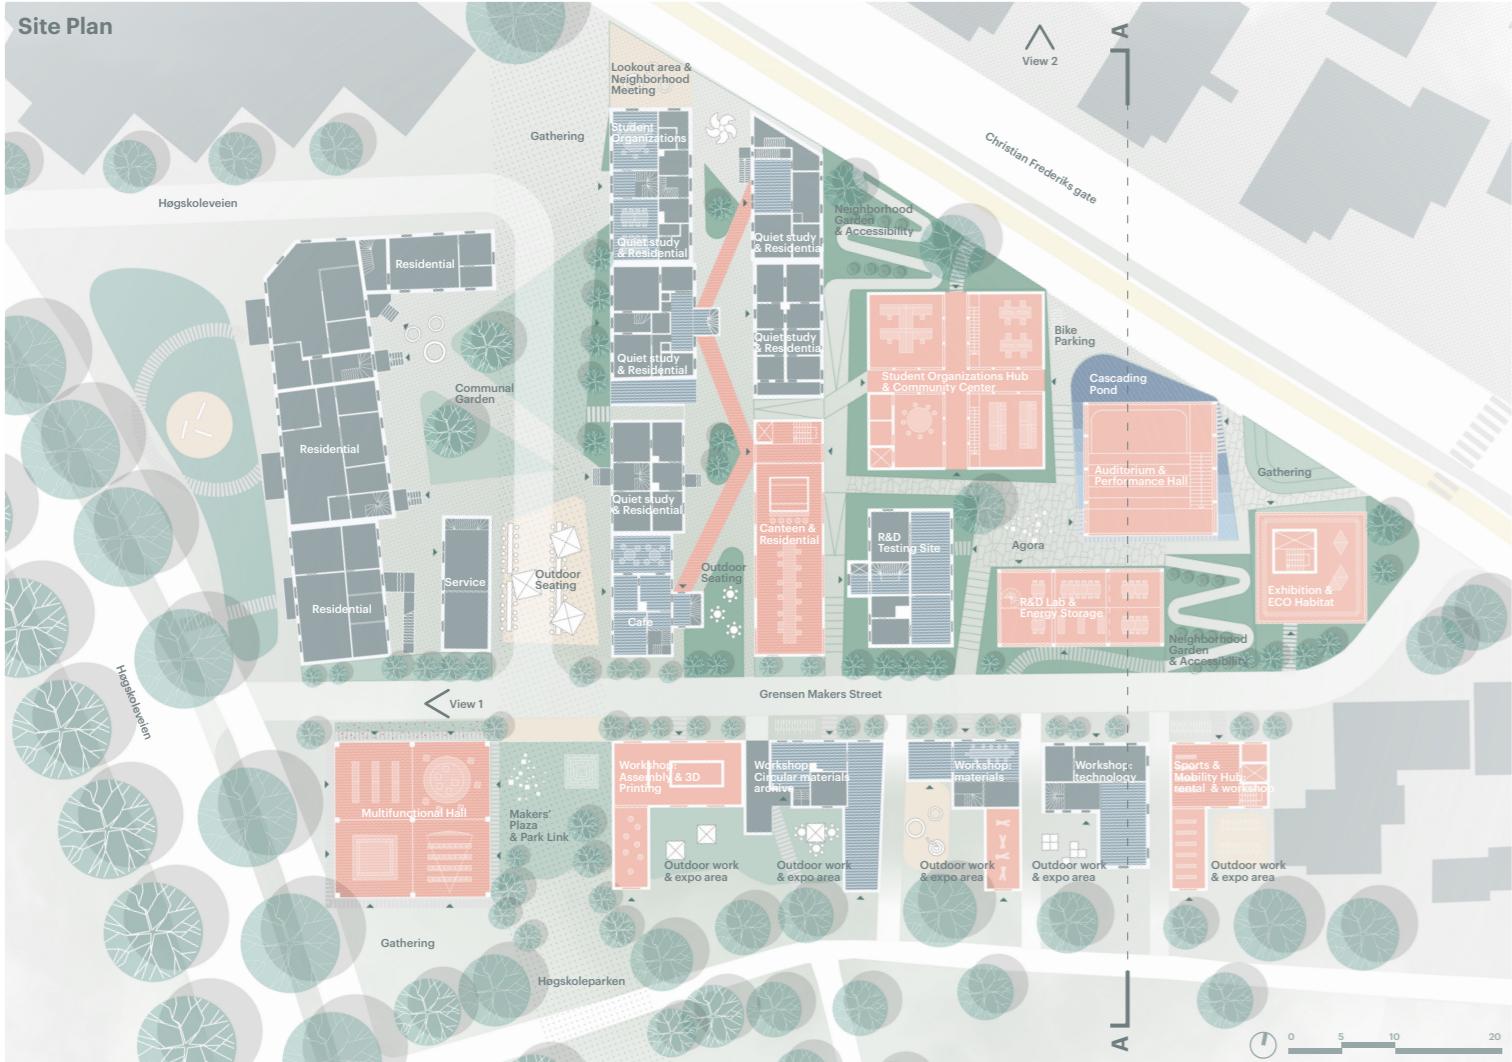 Site Plan
A
View 2
Lookout area &
Neighborhood
Meeting
Gathering
Student
Organizations
Christian Frederiks gate
Høgskoleveien
Neighborhood
Garden
& Accessibility
Quiet study
& Residential
Quiet study
& Residential
Residential
Bike
Parking
Quiet study
& Residential
Quiet study
& Residential
Student Organizations Hub
& Community Center
Cascading
Pond
Communal
Garden
Residential
Auditorium &
Performance Hall
Gathering
Quiet study
& Residential
Canteen &
Residential
R&D
Testing Site
Agora
Outdoor
Seating
Outdoor
Seating
Service
Exhibition &
ECO Habitat
Residential
R&D Lab &
Energy Storage
Cafe
Neighborhood
Garden
& Accessibility
Høgskoleveien
View 1
Grensen Makers Street
Workshop:
Assembly & 3D
Printing
Workshop:
Circular materials
archive
Workshop:
materials
Workshop:
technology
Sports &
Mobility Hub:
rental & workshop
Multifunctional Hall
Makers'
Plaza
& Park Link
Outdoor work
& expo area
Outdoor work
& expo area
Outdoor work
& expo area
Outdoor work
& expo area
Outdoor work
& expo area
Gathering
Høgskoleparken
A
0 5 10 20